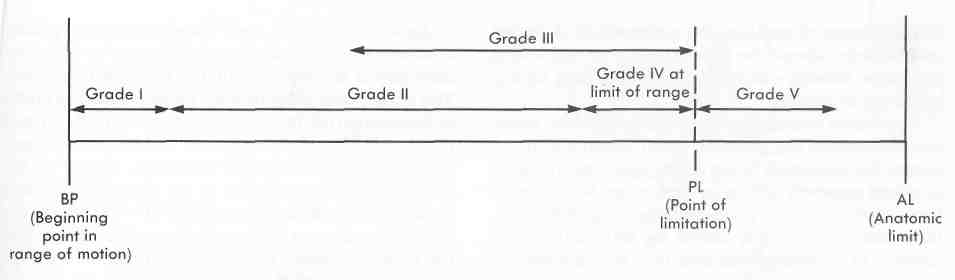 Grade III
Grade IV at
limit of range
Grade I
Grade II
Grade V
BP
(Beginning
point in
range of motion)
PL
(Point of
limitation)
AL
(Anatomic
limit)